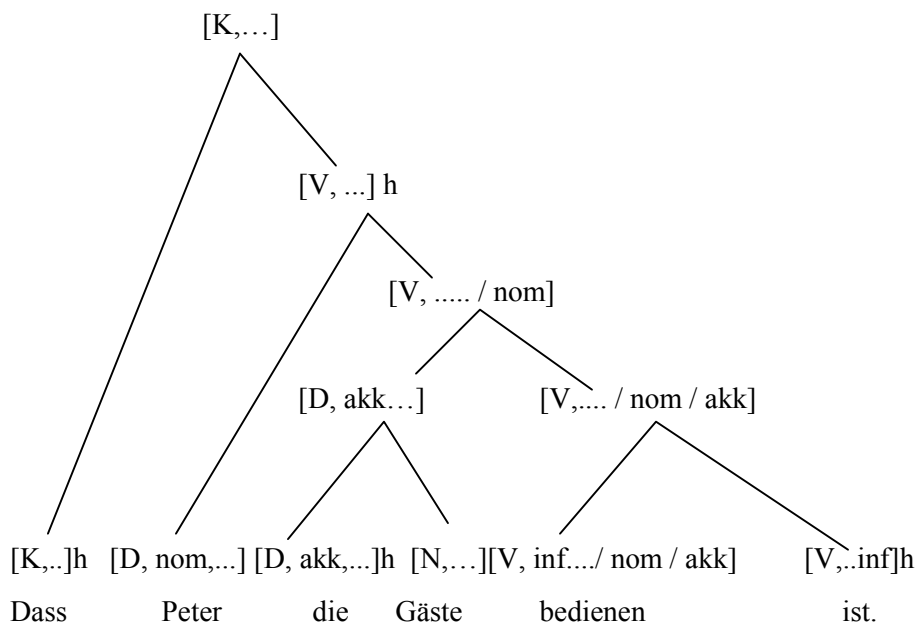 [K,…]
[V, ...] h
[V, ..... / nom]
[D, akk…] [V,.... / nom / akk]
[K,..]h [D, nom,...] [D, akk,...]h [N,…][V, inf..../ nom / akk] [V,..inf]h
Dass Peter die Gäste bedienen ist.